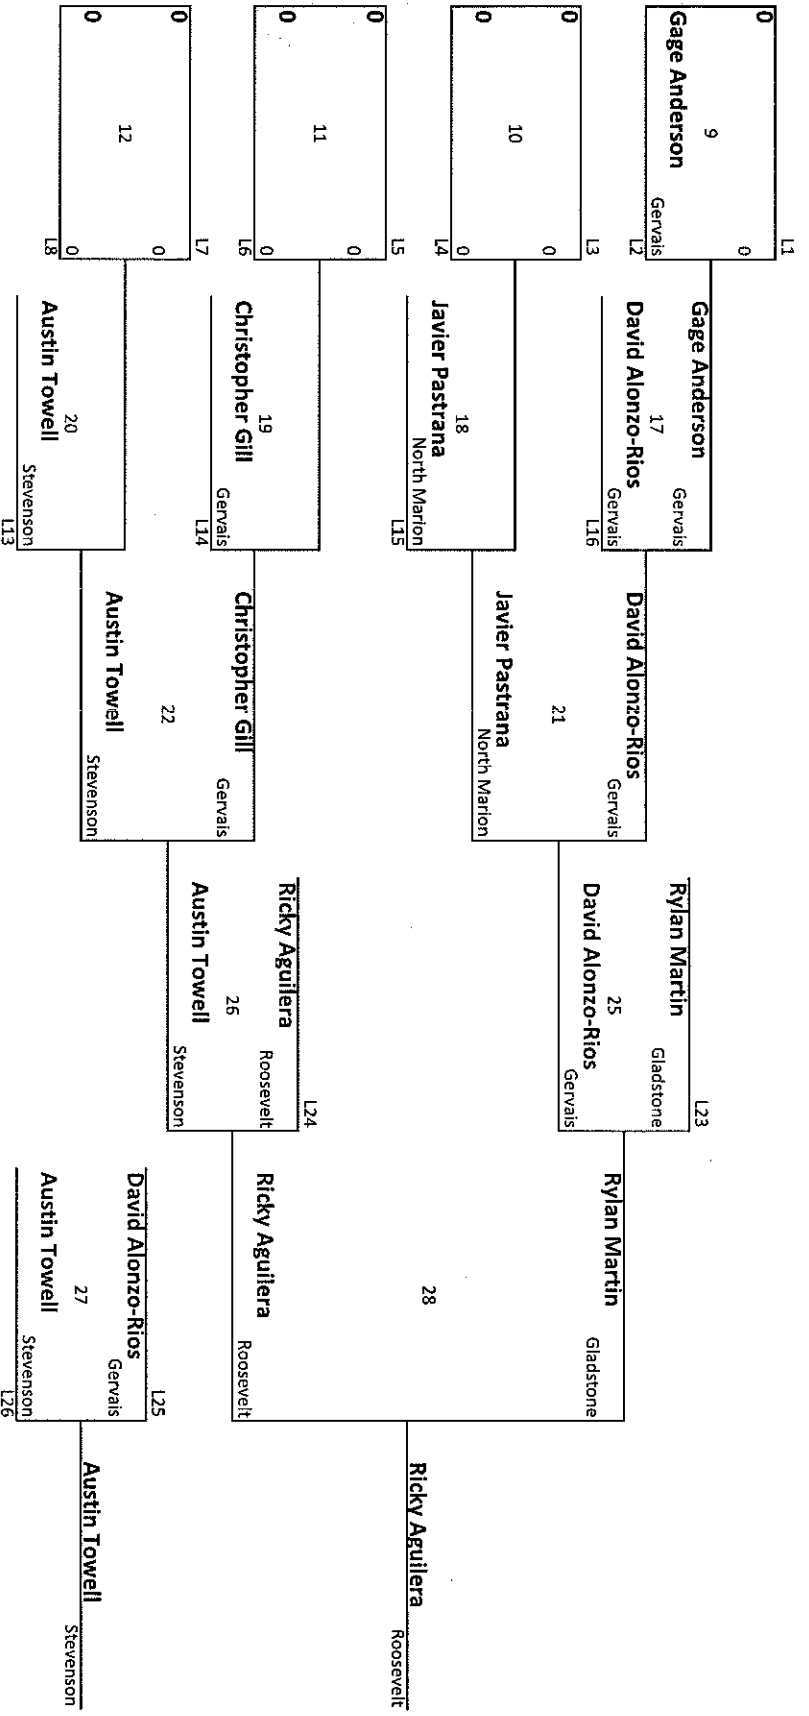 L1
0
0
9
Gage Anderson
Gervais
L2
L3
0
0
10
0
0
L4
L5
0
0
11
0
0
L6
L7
0
0
12
0
0
L8
Gage Anderson
Gervais
17
David Alonzo-Rios
Gervais
L16
18
Javier Pastrana
North Marion
L15
19
Christopher Gill
Gervais
L14
20
Austin Towell
Stevenson
L13
David Alonzo-Rios
Gervais
21
Javier Pastrana
North Marion
Christopher Gill
Gervais
22
Austin Towell
Stevenson
L23
Rylan Martin
Gladstone
25
David Alonzo-Rios
Gervais
L24
Ricky Aguilera
Roosevelt
26
Austin Towell
Stevenson
Rylan Martin
Gladstone
28
Ricky Aguilera
Roosevelt
L25
David Alonzo-Rios
Gervais
27
Austin Towell
Stevenson
L26
Ricky Aguilera
Roosevelt
Austin Towell
Stevenson